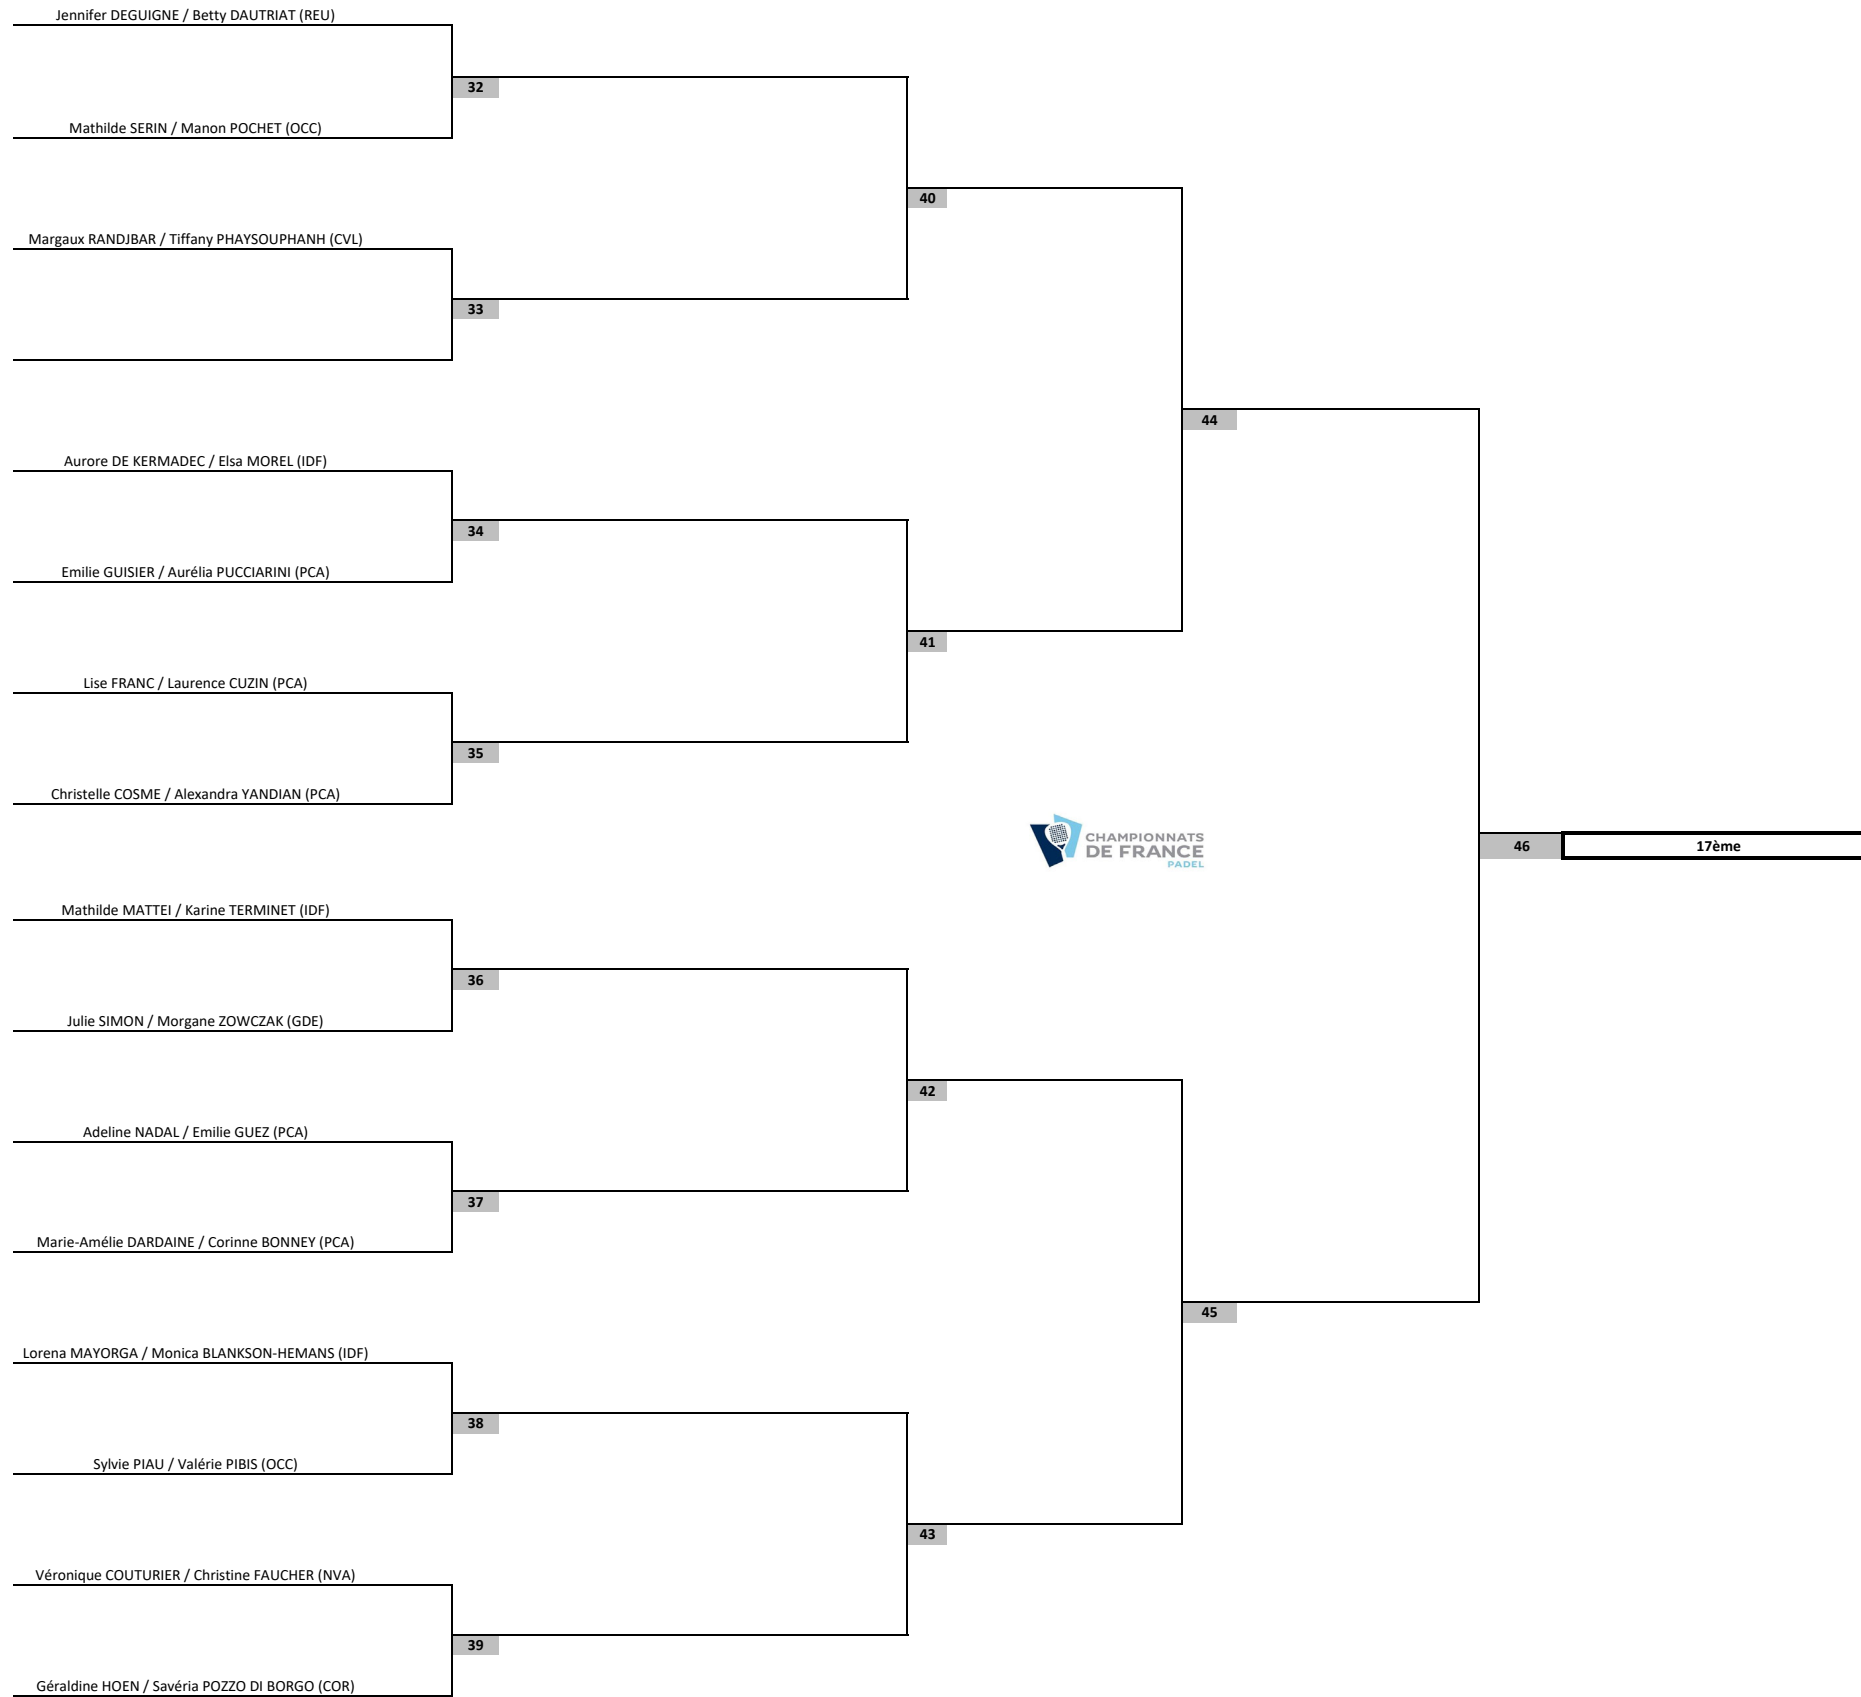 Jennifer DEGUIGNE / Betty DAUTRIAT (REU)
32
Mathilde SERIN / Manon POCHET (OCC)
40
Margaux RANDJBAR / Tiffany PHAYSOUPHANH (CVL)
33
44
Aurore DE KERMADEC / Elsa MOREL (IDF)
34
Emilie GUISIER / Aurélia PUCCIARINI (PCA)
41
Lise FRANC / Laurence CUZIN (PCA)
35
Christelle COSME / Alexandra YANDIAN (PCA)
CHAMPIONNATS
DE FRANCE
PADEL
46
17ème
Mathilde MATTEI / Karine TERMINET (IDF)
36
Julie SIMON / Morgane ZOWCZAK (GDE)
42
Adeline NADAL / Emilie GUEZ (PCA)
37
Marie-Amélie DARDAINE / Corinne BONNEY (PCA)
45
Lorena MAYORGA / Monica BLANKSON-HEMANS (IDF)
38
Sylvie PIAU / Valérie PIBIS (OCC)
43
Véronique COUTURIER / Christine FAUCHER (NVA)
39
Géraldine HOEN / Savéria POZZO DI BORGO (COR)